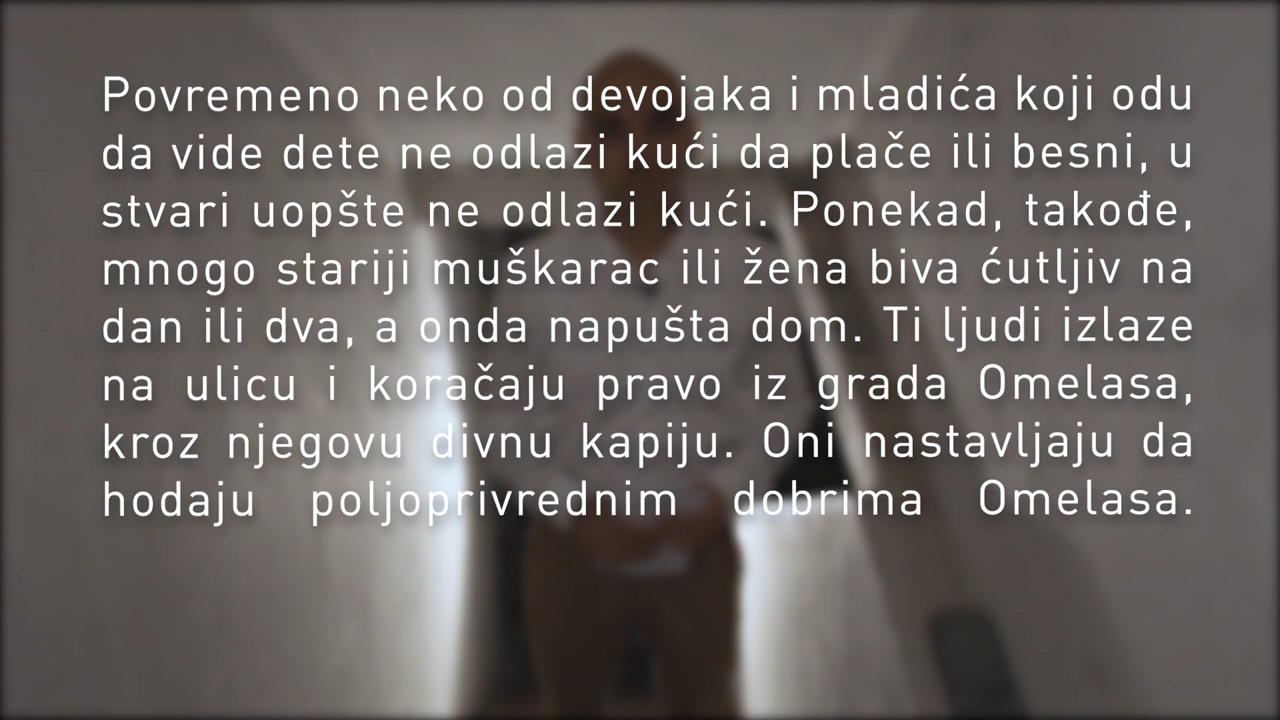 Povremeno neko od devojaka i mladića koji odu
da vide dete ne odlazi kući da plače ili besni, u
stvari uopšte ne odlazi kući. Ponekad, takođe,
mnogo stariji muškarac ili žena biva ćutljiv na
dan ili dva, a onda napušta dom. Ti ljudi izlaze
na ulicu i koračaju pravo iz grada Omelasa,
kroz njegovu divnu kapiju. Oni nastavljaju da
hodaju poljoprivrednim dobrima Omelasa.